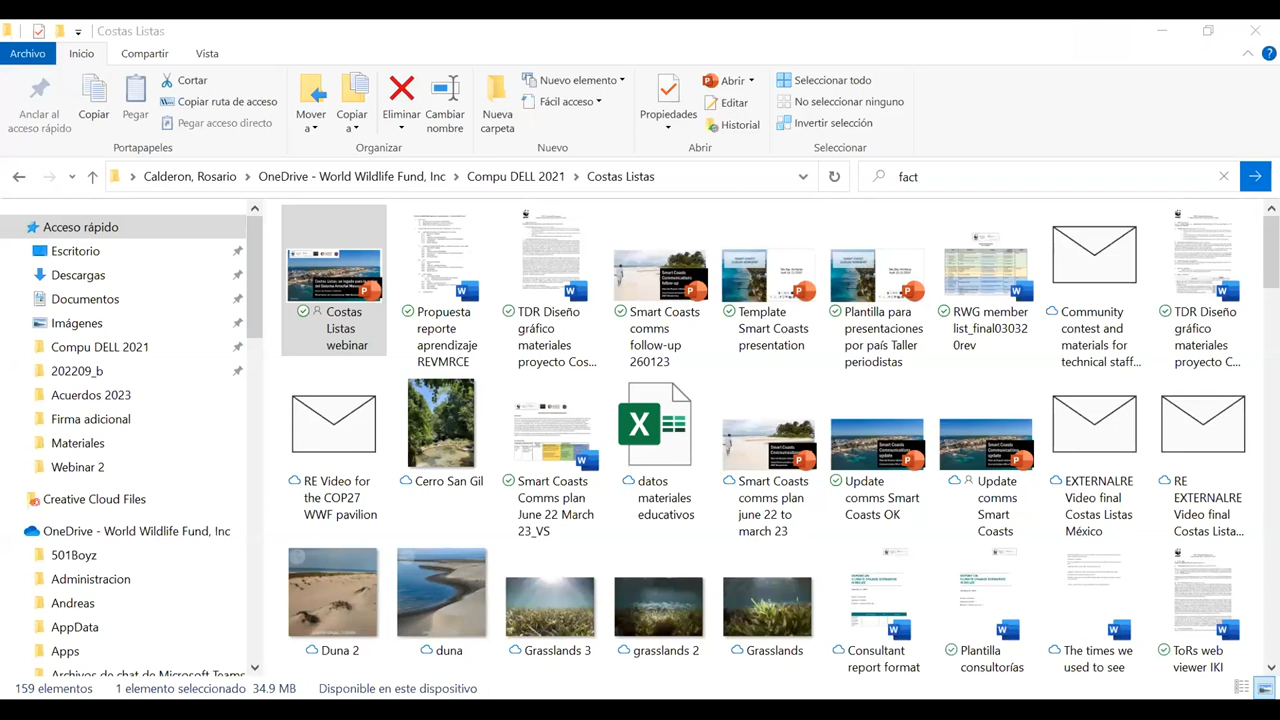 Costas Listas
Archivo Inicio Compartir Vista
Anclar al acceso rápido
Copiar
Pegar
Cortar
Copiar ruta de acceso
Pegar acceso directo
Portapapeles
Mover a
Copiar a
Eliminar
Cambiar nombre
Organizar
Nueva carpeta
Nuevo elemento
Fácil acceso
Nuevo
Propiedades
Abrir
Editar
Historial
Abrir
Seleccionar todo
No seleccionar ninguno
Invertir selección
Seleccionar
Calderon, Rosario > OneDrive - World Wildlife Fund, Inc > Compu DELL 2021 > Costas Listas
fact
Acceso rápido
Escritorio
Descargas
Documentos
Imágenes
Compu DELL 2021
202209_b
Acuerdos 2023
Firma adicional
Materiales
Webinar 2
Creative Cloud Files
OneDrive - World Wildlife Fund, Inc
501Boyz
Administracion
Andreas
AppData
Apps
Archivos de chat de Microsoft Teams
Costas
Listas
webinar
Propuesta
reporte
aprendizaje
REVMRCE
TDR Diseño
gráfico
materiales
proyecto Cos...
Smart Coasts
comms
follow-up
260123
Template
Smart Coasts
presentation
Plantilla para
presentaciones
por país Taller
periodistas
RWG member
list_final03032
0rev
Community
contest and
materials for
technical staff...
TDR Diseño
gráfico
materiales
proyecto C...
RE Video for
the COP27
WWF pavilion
Cerro San Gil
Smart Coasts
Comms plan
June 22 March
23_VS
datos
materiales
educativos
Smart Coasts
comms plan
june 22 to
march 23
Update
comms Smart
Coasts OK
Update
comms
Smart
Coasts
EXTERNALRE
Video final
Costas Listas
México
RE
EXTERNALRE
Video final
Costas Lista...
Duna 2
duna
Grasslands 3
grasslands 2
Grasslands
Consultant
report format
Plantilla
consultorías
The times we
used to see
ToRs web
viewer IKI
159 elementos 1 elemento seleccionado 34.9 MB Disponible en este dispositivo